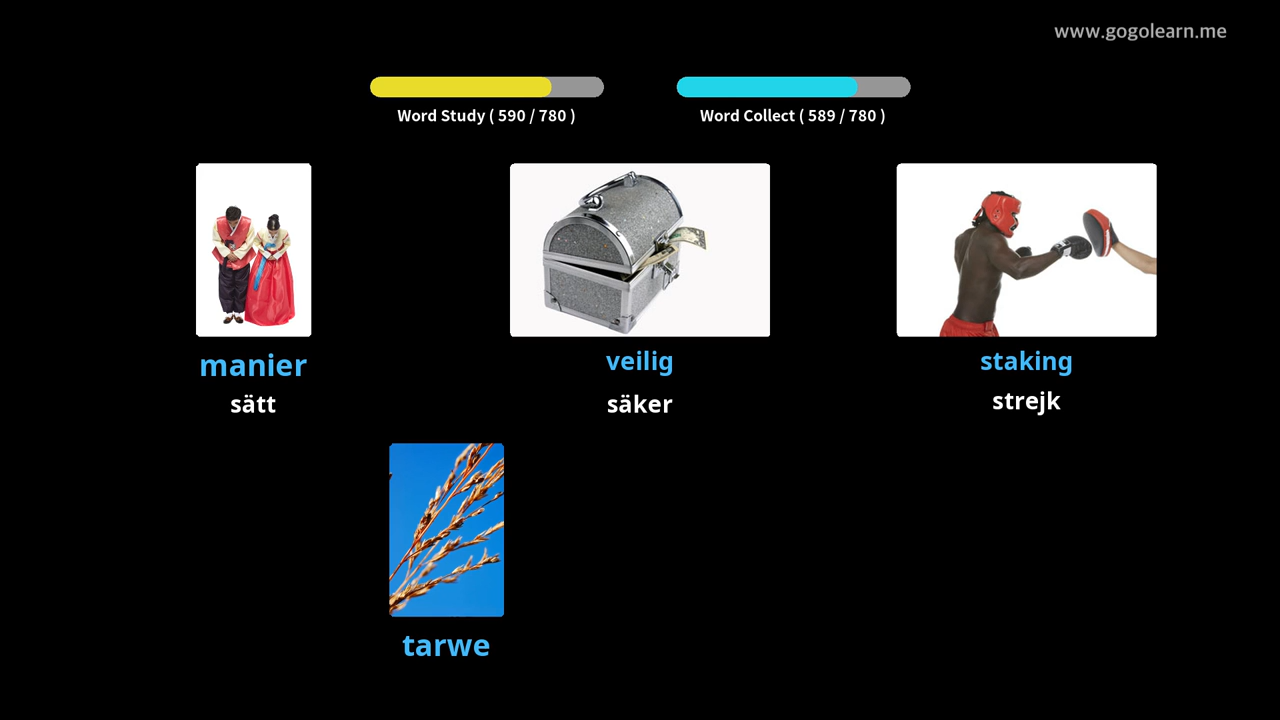 www.gogolearn.me
Word Study ( 590 / 780 )
Word Collect ( 589 / 780 )
manier
sätt
veilig
säker
staking
strejk
tarwe